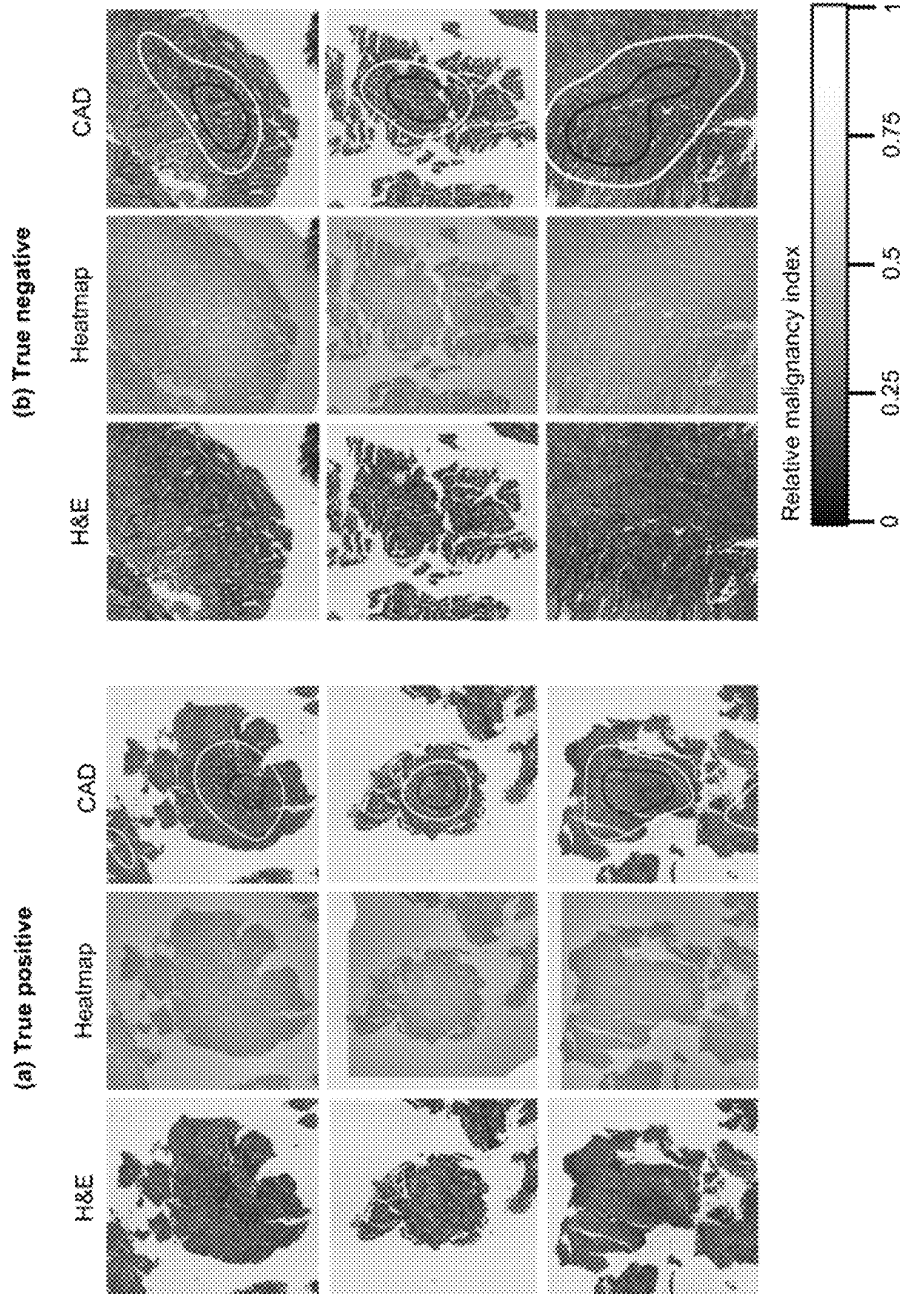 (a) True positive
H&E
Heatmap
CAD
(b) True negative
H&E
Heatmap
CAD
Relative malignancy index
0
0.25
0.5
0.75
1